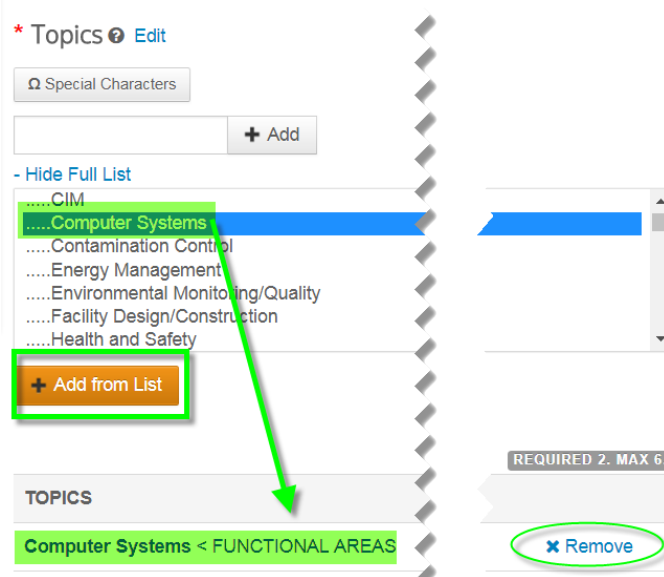 * Topics ? Edit
Ω Special Characters
+ Add
- Hide Full List
.....CIM
.....Computer Systems
.....Contamination Control
.....Energy Management
.....Environmental Monitoring/Quality
.....Facility Design/Construction
.....Health and Safety
+ Add from List
REQUIRED 2. MAX 6
TOPICS
Computer Systems < FUNCTIONAL AREAS
× Remove